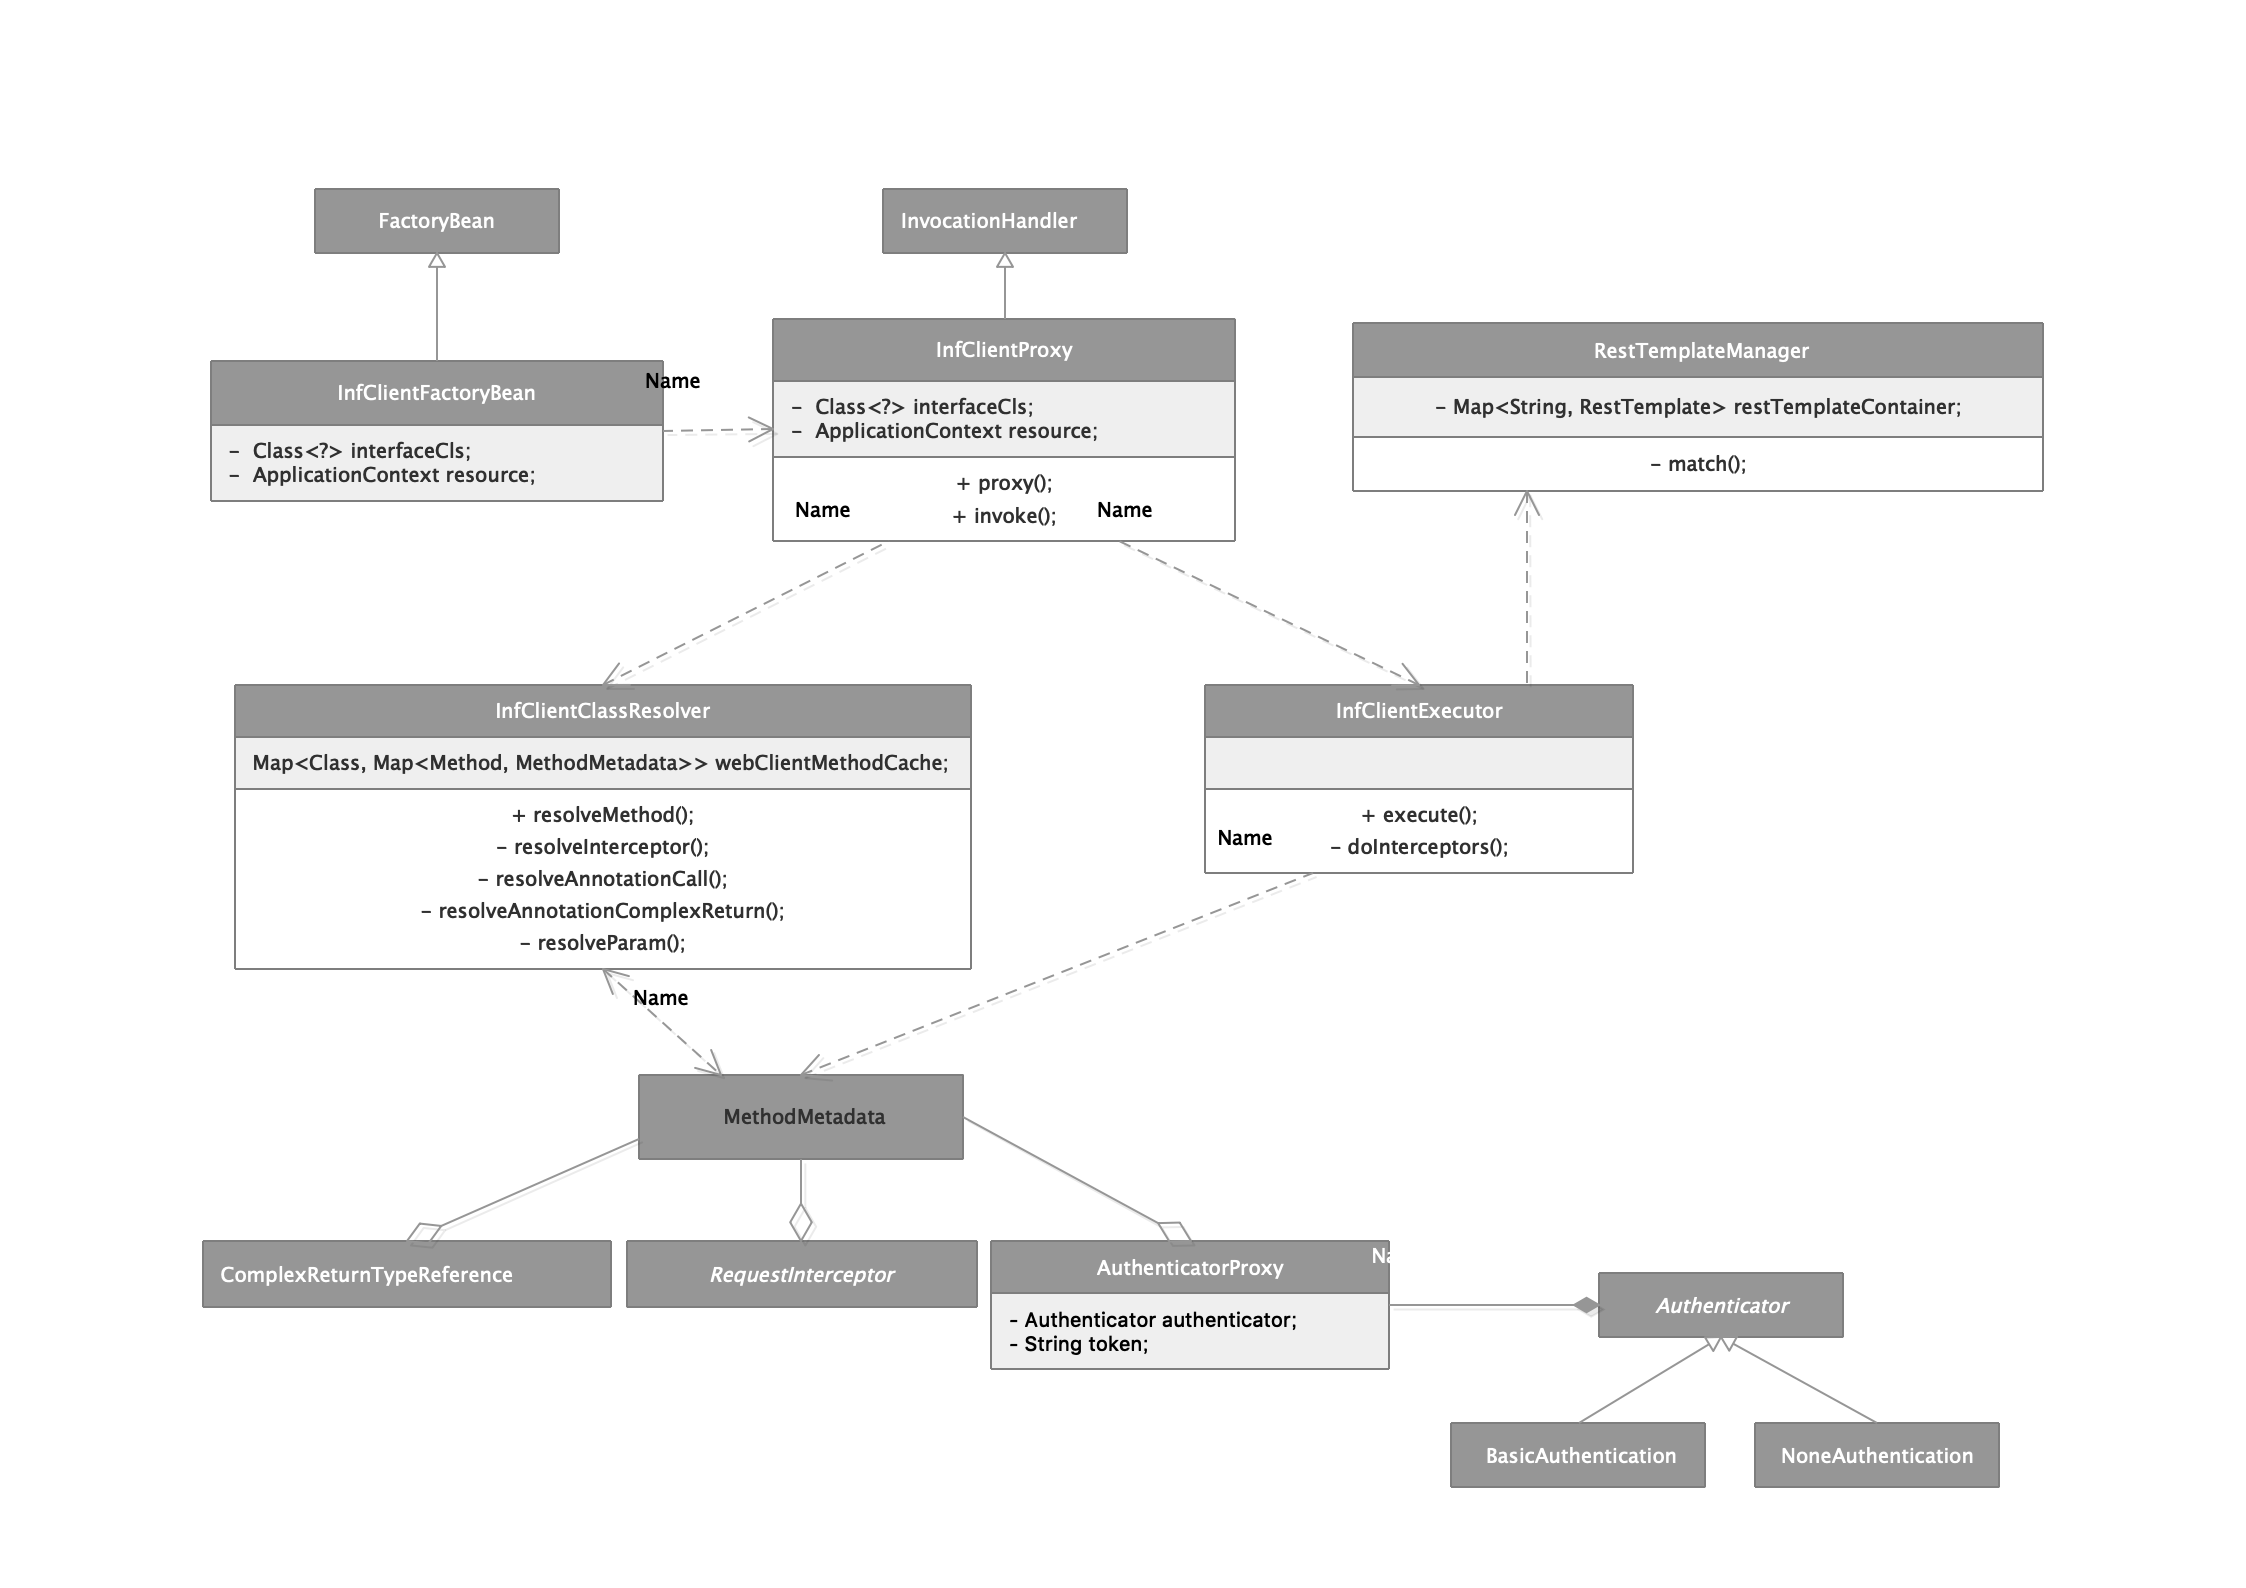 FactoryBean
InvocationHandler
InfClientProxy
RestTemplateManager
Name
InfClientFactoryBean
- Class<?> interfaceCls;
- ApplicationContext resource;
- Map<String, RestTemplate> restTemplateContainer;
- Class<?> interfaceCls;
- ApplicationContext resource;
- match();
+ proxy();
Name
Name
+ invoke();
InfClientClassResolver
InfClientExecutor
Map<Class, Map<Method, MethodMetadata>> webClientMethodCache;
+ resolveMethod();
- resolveInterceptor();
- resolveAnnotationCall();
- resolveAnnotationComplexReturn();
- resolveParam();
+ execute();
Name
- doInterceptors();
Name
MethodMetadata
ComplexReturnTypeReference
RequestInterceptor
AuthenticatorProxy
- Authenticator authenticator;
- String token;
Authenticator
BasicAuthentication
NoneAuthentication